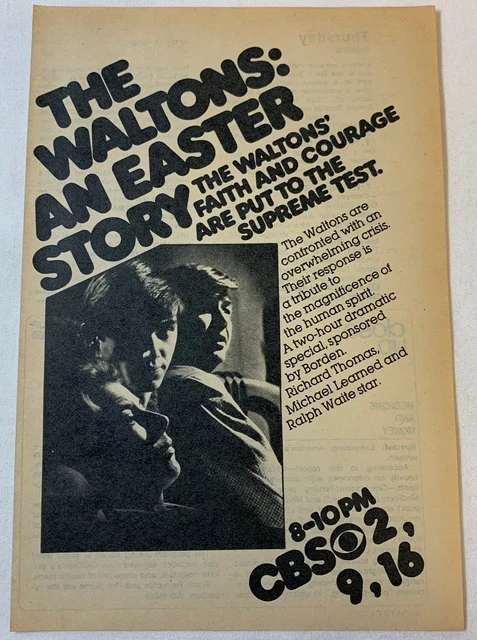 THE
WALTONS:
AN EASTER
STORY
THE WALTONS'
FAITH AND COURAGE
ARE PUT TO THE
SUPREME TEST.
The Waltons are
confronted with an
overwhelming crisis.
Their response is
a tribute to
the magnificence of
the human spirit.
A two-hour dramatic
special, sponsored
by Borden.
Richard Thomas,
Michael Learned and
Ralph Waite star.
8-10 PM
CBS 2,
9, 16